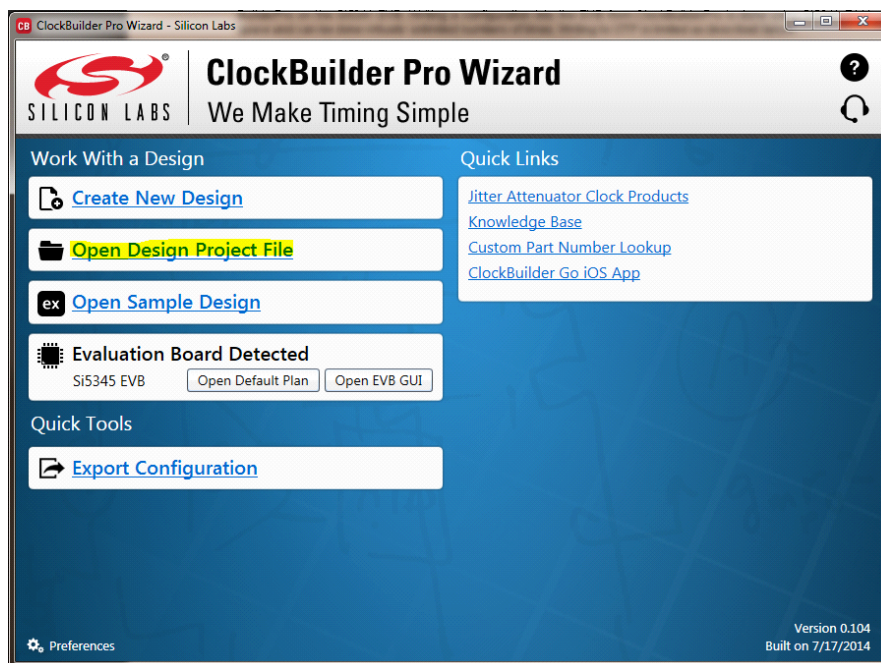 CB ClockBuilder Pro Wizard - Silicon Labs
SILICON LABS
ClockBuilder Pro Wizard
We Make Timing Simple
?
Work With a Design
Create New Design
Open Design Project File
ex Open Sample Design
Evaluation Board Detected
Si5345 EVB Open Default Plan Open EVB GUI
Quick Tools
Export Configuration
Quick Links
Jitter Attenuator Clock Products
Knowledge Base
Custom Part Number Lookup
ClockBuilder Go iOS App
Preferences
Version 0.104
Built on 7/17/2014